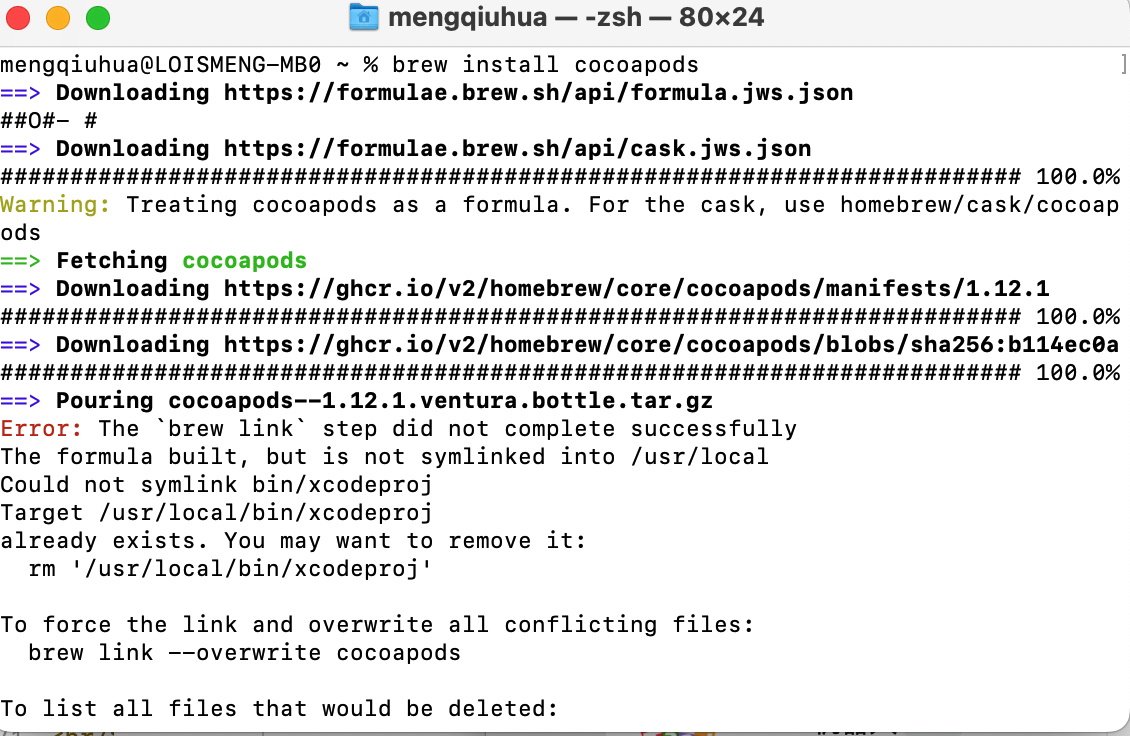 mengqiuhua — -zsh — 80×24
mengqiuhua@LOISMENG-MB0 ~ % brew install cocoapods
==> Downloading https://formulae.brew.sh/api/formula.jws.json
##O#- #
==> Downloading https://formulae.brew.sh/api/cask.jws.json
######################################################################### 100.0%
Warning: Treating cocoapods as a formula. For the cask, use homebrew/cask/cocoap
ods
==> Fetching cocoapods
==> Downloading https://ghcr.io/v2/homebrew/core/cocoapods/manifests/1.12.1
######################################################################### 100.0%
==> Downloading https://ghcr.io/v2/homebrew/core/cocoapods/blobs/sha256:b114ec0a
######################################################################### 100.0%
==> Pouring cocoapods--1.12.1.ventura.bottle.tar.gz
Error: The `brew link` step did not complete successfully
The formula built, but is not symlinked into /usr/local
Could not symlink bin/xcodeproj
Target /usr/local/bin/xcodeproj
already exists. You may want to remove it:
  rm '/usr/local/bin/xcodeproj'

To force the link and overwrite all conflicting files:
  brew link --overwrite cocoapods

To list all files that would be deleted: